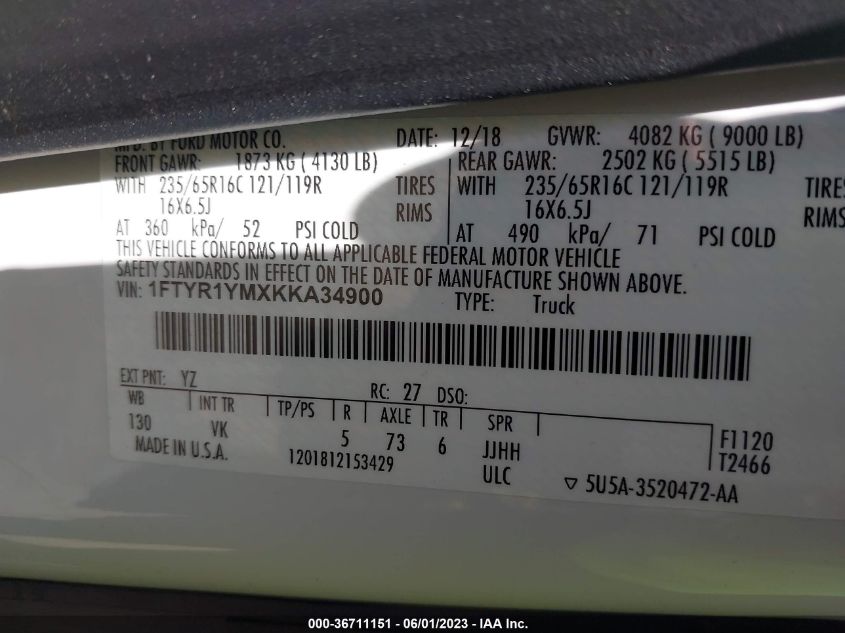 MFD. BY FORD MOTOR CO. DATE: 12/18 GVWR: 4082 KG ( 9000 LB)
FRONT GAWR: 1873 KG ( 4130 LB) REAR GAWR: 2502 KG ( 5515 LB)
WITH 235/65R16C 121/119R TIRES WITH 235/65R16C 121/119R TIRES
16X6.5J RIMS 16X6.5J RIMS
AT 360 kPa/ 52 PSI COLD AT 490 kPa/ 71 PSI COLD
THIS VEHICLE CONFORMS TO ALL APPLICABLE FEDERAL MOTOR VEHICLE
SAFETY STANDARDS IN EFFECT ON THE DATE OF MANUFACTURE SHOWN ABOVE.
VIN: 1FTYR1YMXKKA34900 TYPE: Truck
EXT PNT: YZ RC: 27 DSO:
WB INT TR TP/PS R AXLE TR SPR
130 VK 5 73 6 JJHH F1120
MADE IN U.S.A. 1201812153429 ULC T2466
▽ 5U5A-3520472-AA
000-36711151 - 06/01/2023 - IAA Inc.